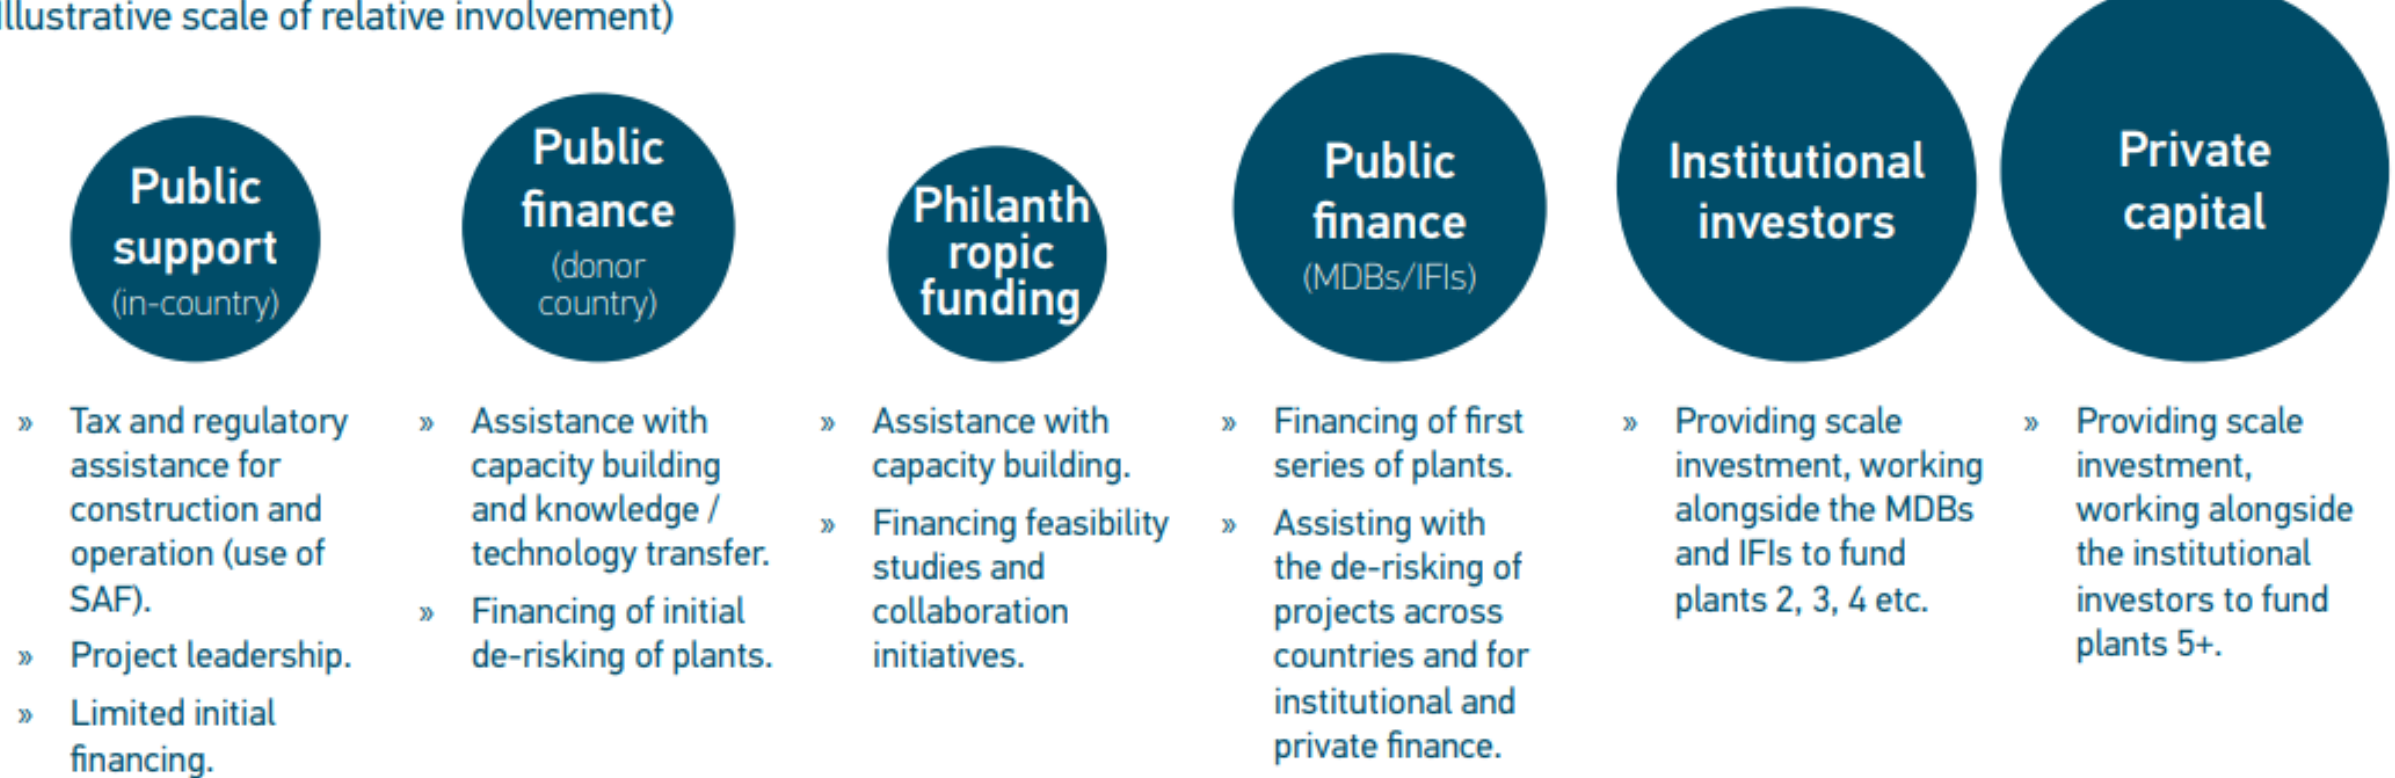 llustrative scale of relative involvement)
Public
support
(in-country)
Public
finance
(donor
country)
Philanth
ropic
funding
Public
finance
(MDBs/IFIs)
Institutional
investors
Private
capital
» Tax and regulatory
assistance for
construction and
operation (use of
SAF).
» Project leadership.
» Limited initial
financing.
» Assistance with
capacity building
and knowledge /
technology transfer.
» Financing of initial
de-risking of plants.
» Assistance with
capacity building.
» Financing feasibility
studies and
collaboration
initiatives.
» Financing of first
series of plants.
» Assisting with
the de-risking of
projects across
countries and for
institutional and
private finance.
» Providing scale
investment, working
alongside the MDBs
and IFIs to fund
plants 2, 3, 4 etc.
» Providing scale
investment,
working alongside
the institutional
investors to fund
plants 5+.